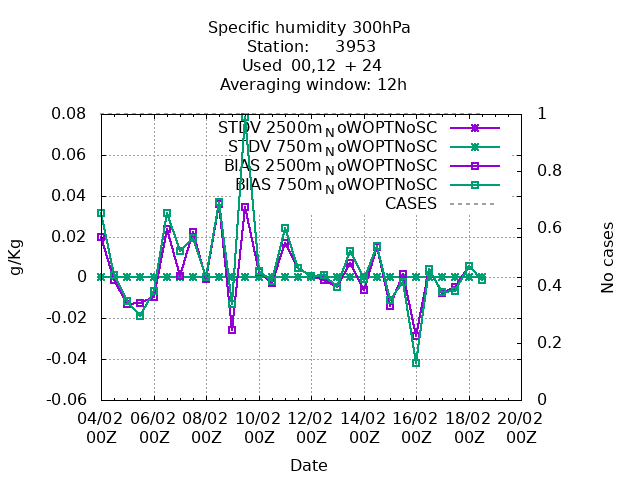 Specific humidity 300hPa
Station: 3953
Used 00,12 + 24
Averaging window: 12h
0.08
0.06
0.04
0.02
0
-0.02
-0.04
-0.06
1
0.8
0.6
0.4
0.2
0
g/Kg
No cases
STDV 2500m_NoWOPTNoSC
STDV 750m_NoWOPTNoSC
BIAS 2500m_NoWOPTNoSC
BIAS 750m_NoWOPTNoSC
CASES
04/02 06/02 08/02 10/02 12/02 14/02 16/02 18/02 20/02
00Z 00Z 00Z 00Z 00Z 00Z 00Z 00Z 00Z
Date